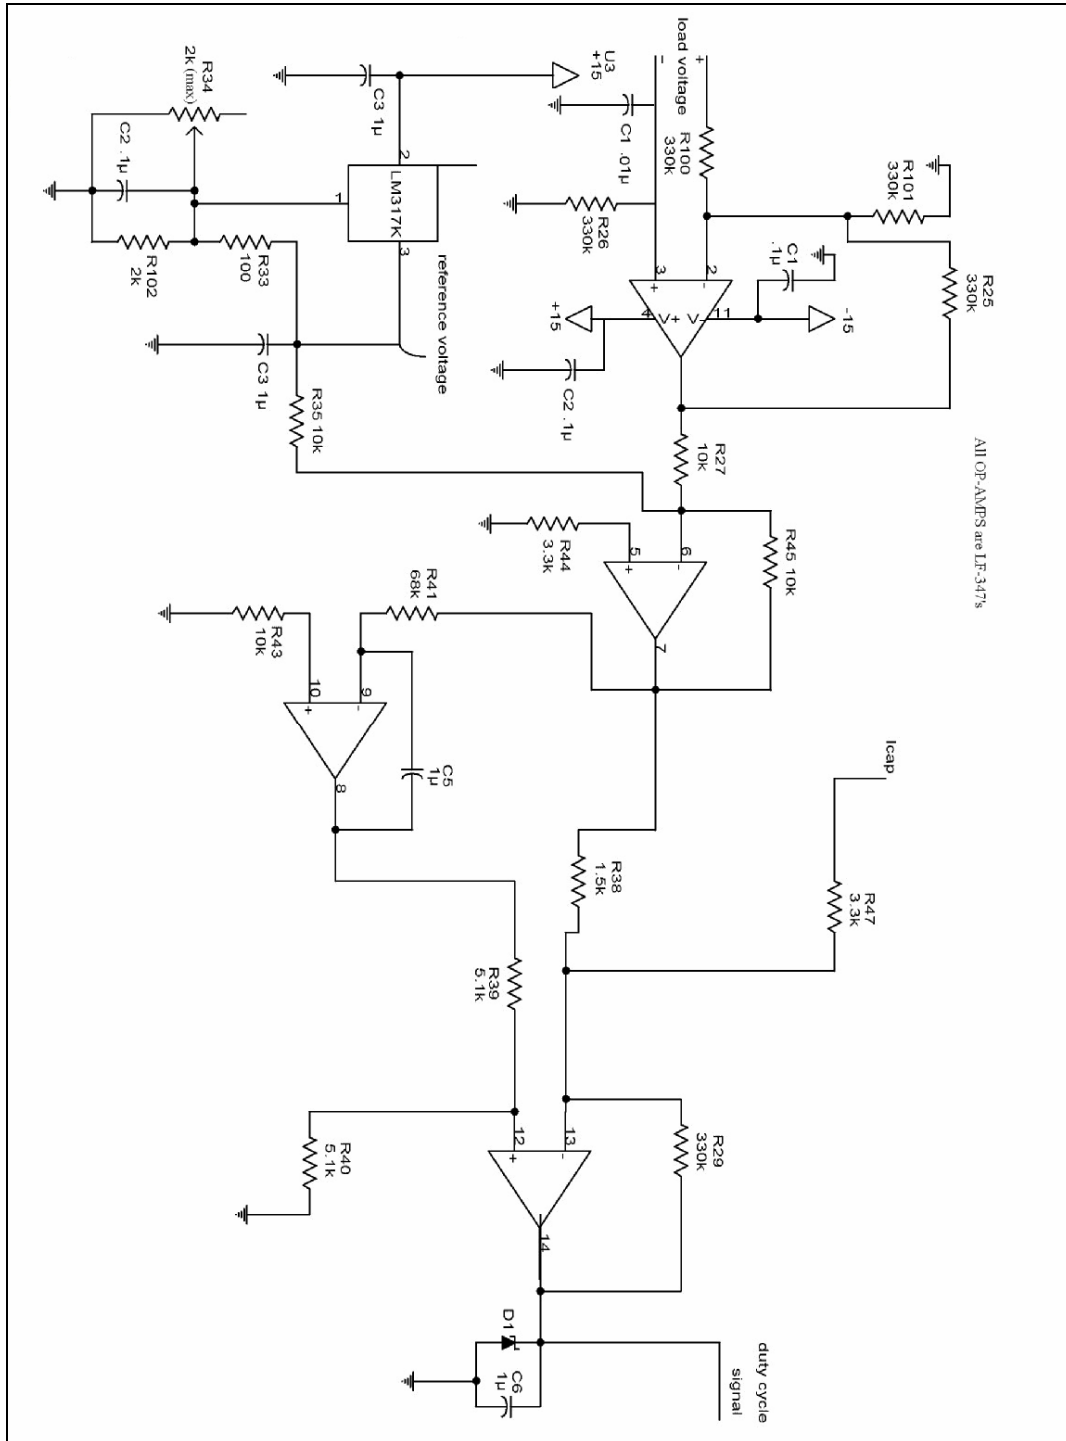 All OP-AMPS are LF-347's
R101
330k
R25
330k
C1
.1µ
-15
+
load voltage
-
R100
330k
C1 .01µ
R26
330k
2
-
3
+
4
V+
V-
11
+15
C2 .1µ
U3
+15
C3 1µ
2
LM317K
1
3
reference voltage
R34
2k (max)
C2 .1µ
R102
2k
R33
100
C3 1µ
R35 10k
R27
10k
R45 10k
R44
3.3k
6
-
5
+
7
R41
68k
R43
10k
9
-
10
+
8
C5
1µ
Icap
R47
3.3k
R38
1.5k
R39
5.1k
R40
5.1k
R29
330k
13
-
12
+
14
D1
C6
1µ
duty cycle
signal